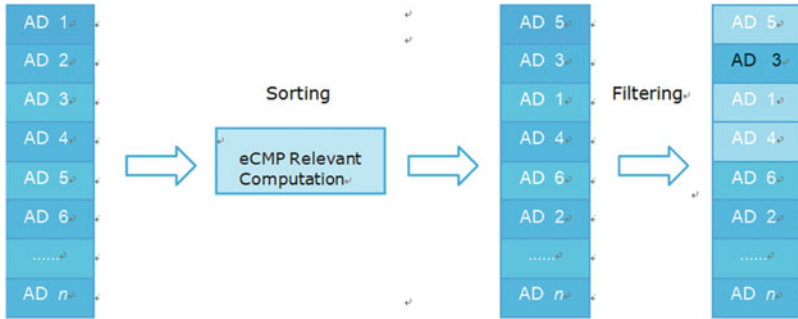 AD 1
AD 2
AD 3
AD 4
AD 5
AD 6
......
AD n
Sorting
eCMP Relevant
Computation
AD 5
AD 3
AD 1
AD 4
AD 6
AD 2
......
AD n
Filtering
AD 5
AD 3
AD 1
AD 4
AD 6
AD 2
......
AD n